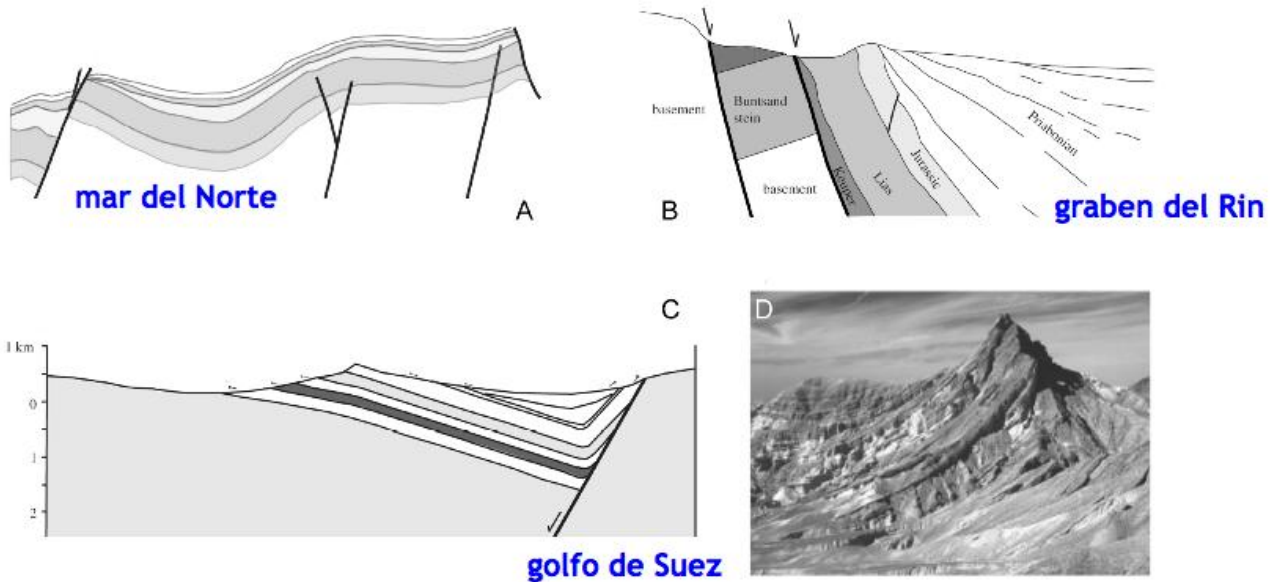 mar del Norte
A
basement
Buntsand
stein
basement
Keuper
Lias
Jurassic
Priabonian
B
graben del Rin
C
1 km
0
1
2
golfo de Suez
D